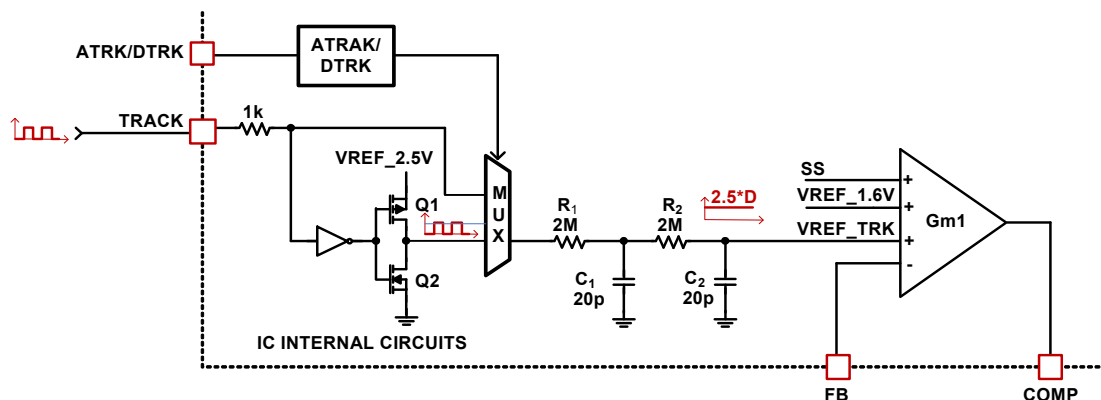 ATRK/DTRK
ATRAK/
DTRK
TRACK
1k
VREF_2.5V
Q1
Q2
M
U
X
R1
2M
R2
2M
2.5*D
C1
20p
C2
20p
SS
VREF_1.6V
VREF_TRK
+
+
+
-
Gm1
IC INTERNAL CIRCUITS
FB
COMP